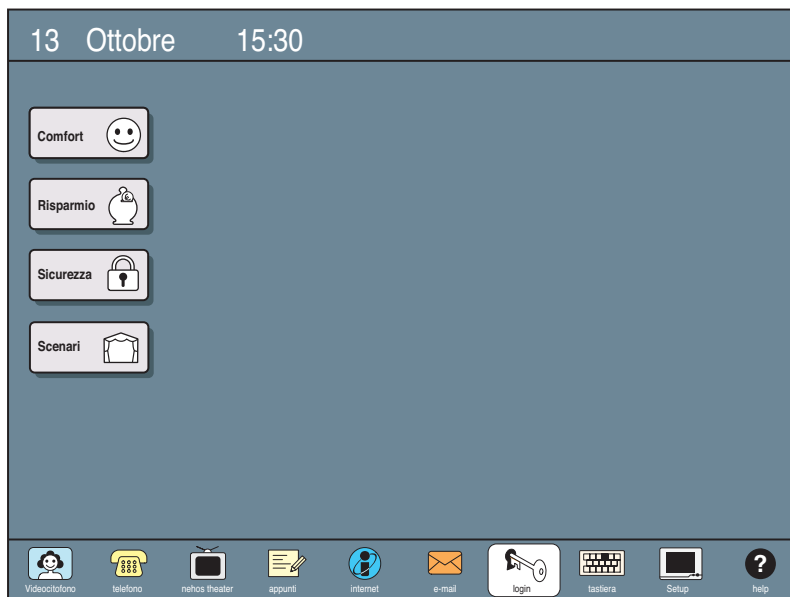 13 Ottobre 15:30
Comfort
Risparmio
Sicurezza
Scenari
Videocitofono telefono nehos theater appunti internet e-mail login tastiera Setup help